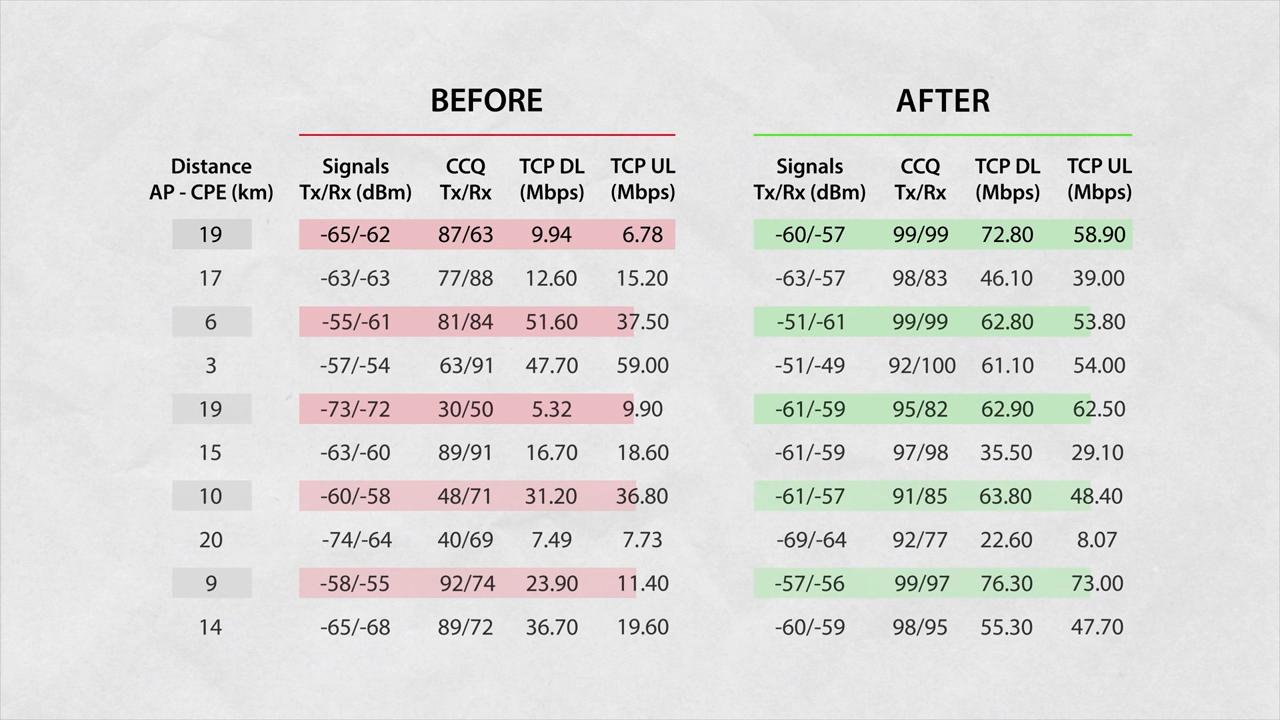 BEFORE AFTER
Distance Signals CCQ TCP DL TCP UL Signals CCQ TCP DL TCP UL
AP - CPE (km) Tx/Rx (dBm) Tx/Rx (Mbps) (Mbps) Tx/Rx (dBm) Tx/Rx (Mbps) (Mbps)
19 -65/-62 87/63 9.94 6.78 -60/-57 99/99 72.80 58.90
17 -63/-63 77/88 12.60 15.20 -63/-57 98/83 46.10 39.00
6 -55/-61 81/84 51.60 37.50 -51/-61 99/99 62.80 53.80
3 -57/-54 63/91 47.70 59.00 -51/-49 92/100 61.10 54.00
19 -73/-72 30/50 5.32 9.90 -61/-59 95/82 62.90 62.50
15 -63/-60 89/91 16.70 18.60 -61/-59 97/98 35.50 29.10
10 -60/-58 48/71 31.20 36.80 -61/-57 91/85 63.80 48.40
20 -74/-64 40/69 7.49 7.73 -69/-64 92/77 22.60 8.07
9 -58/-55 92/74 23.90 11.40 -57/-56 99/97 76.30 73.00
14 -65/-68 89/72 36.70 19.60 -60/-59 98/95 55.30 47.70